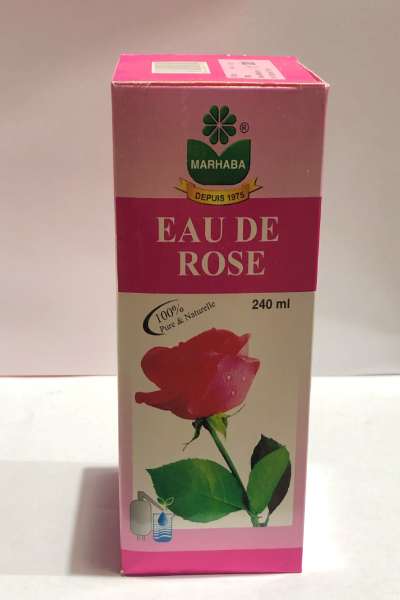 ®
MARHABA
DEPUIS 1975
EAU DE
ROSE
100%
Pure & Naturelle
240 ml